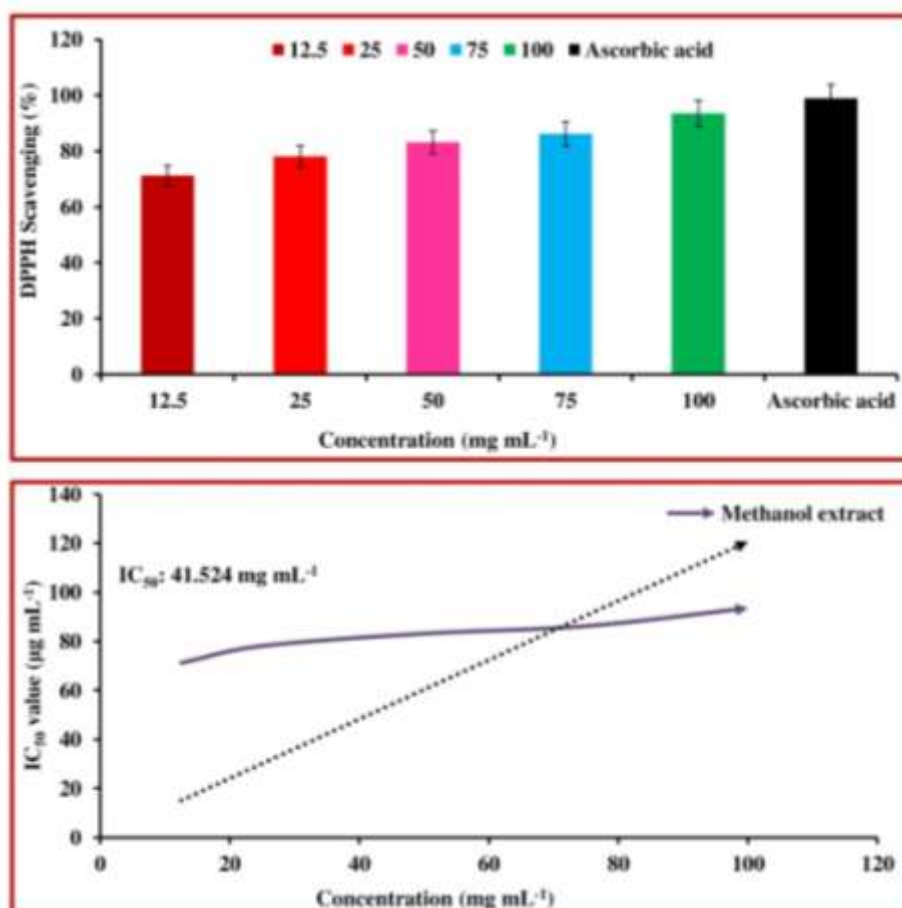 120
12.5 25 50 75 100 Ascorbic acid
100
80
60
40
20
0
DPPH Scavenging (%)
12.5 25 50 75 100 Ascorbic acid
Concentration (mg mL⁻¹)
140
Methanol extract
120
IC₅₀: 41.524 mg mL⁻¹
100
80
60
40
20
0
IC₅₀ value (µg mL⁻¹)
0 20 40 60 80 100 120
Concentration (mg mL⁻¹)